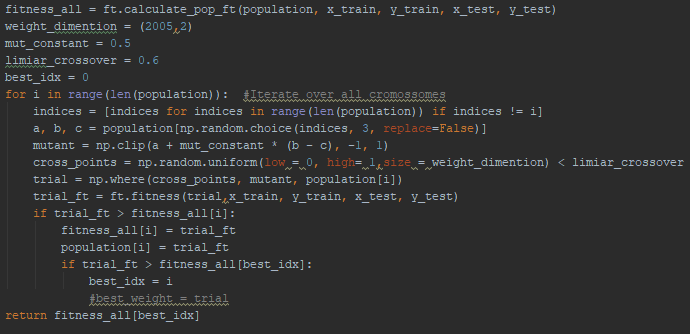 fitness_all = ft.calculate_pop_ft(population, x_train, y_train, x_test, y_test)
weight_dimention = (2005,2)
mut_constant = 0.5
limiar_crossover = 0.6
best_idx = 0
for i in range(len(population)):  #Iterate over all cromossomes
    indices = [indices for indices in range(len(population)) if indices != i]
    a, b, c = population[np.random.choice(indices, 3, replace=False)]
    mutant = np.clip(a + mut_constant * (b - c), -1, 1)
    cross_points = np.random.uniform(low = 0, high= 1,size = weight_dimention) < limiar_crossover
    trial = np.where(cross_points, mutant, population[i])
    trial_ft = ft.fitness(trial,x_train, y_train, x_test, y_test)
    if trial_ft > fitness_all[i]:
        fitness_all[i] = trial_ft
        population[i] = trial_ft
        if trial_ft > fitness_all[best_idx]:
            best_idx = i
            #best_weight = trial
return fitness_all[best_idx]